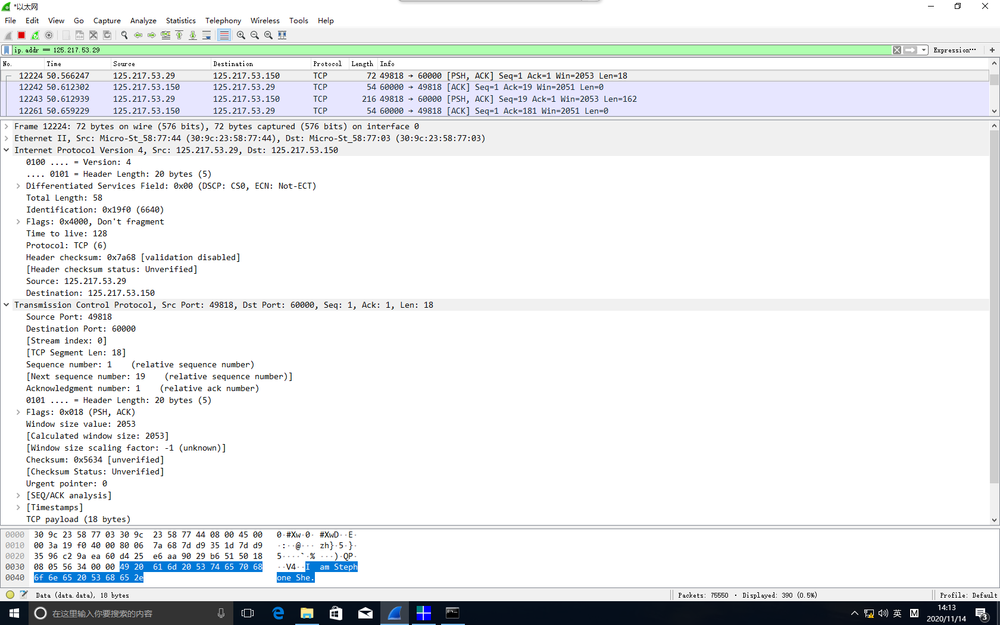 *以太网
File Edit View Go Capture Analyze Statistics Telephony Wireless Tools Help
ip.addr == 125.217.53.29 Expression… +
No. Time Source Destination Protocol Length Info
12224 50.566247 125.217.53.29 125.217.53.150 TCP 72 49818 → 60000 [PSH, ACK] Seq=1 Ack=1 Win=2053 Len=18
12242 50.612302 125.217.53.150 125.217.53.29 TCP 54 60000 → 49818 [ACK] Seq=1 Ack=19 Win=2051 Len=0
12243 50.612939 125.217.53.29 125.217.53.150 TCP 216 49818 → 60000 [PSH, ACK] Seq=19 Ack=1 Win=2053 Len=162
12261 50.659229 125.217.53.150 125.217.53.29 TCP 54 60000 → 49818 [ACK] Seq=1 Ack=181 Win=2051 Len=0
Frame 12224: 72 bytes on wire (576 bits), 72 bytes captured (576 bits) on interface 0
Ethernet II, Src: Micro-St_58:77:44 (30:9c:23:58:77:44), Dst: Micro-St_58:77:03 (30:9c:23:58:77:03)
Internet Protocol Version 4, Src: 125.217.53.29, Dst: 125.217.53.150
0100 .... = Version: 4
.... 0101 = Header Length: 20 bytes (5)
Differentiated Services Field: 0x00 (DSCP: CS0, ECN: Not-ECT)
Total Length: 58
Identification: 0x19f0 (6640)
Flags: 0x4000, Don't fragment
Time to live: 128
Protocol: TCP (6)
Header checksum: 0x7a68 [validation disabled]
[Header checksum status: Unverified]
Source: 125.217.53.29
Destination: 125.217.53.150
Transmission Control Protocol, Src Port: 49818, Dst Port: 60000, Seq: 1, Ack: 1, Len: 18
Source Port: 49818
Destination Port: 60000
[Stream index: 0]
[TCP Segment Len: 18]
Sequence number: 1 (relative sequence number)
[Next sequence number: 19 (relative sequence number)]
Acknowledgment number: 1 (relative ack number)
0101 .... = Header Length: 20 bytes (5)
Flags: 0x018 (PSH, ACK)
Window size value: 2053
[Calculated window size: 2053]
[Window size scaling factor: -1 (unknown)]
Checksum: 0x5634 [unverified]
[Checksum Status: Unverified]
Urgent pointer: 0
[SEQ/ACK analysis]
[Timestamps]
TCP payload (18 bytes)
0000 30 9c 23 58 77 03 30 9c 23 58 77 44 08 00 45 00 0·#Xw·0· #XwD··E·
0010 00 3a 19 f0 40 00 80 06 7a 68 7d d9 35 1d 7d d9 ·:··@··· zh}·5·}·
0020 35 96 c2 9a ea 60 d4 25 e6 aa 90 29 b6 51 50 18 5····`·% ···)·QP·
0030 08 05 56 34 00 00 49 20 61 6d 20 53 74 65 70 68 ··V4··I am Steph
0040 6f 6e 65 20 53 68 65 2e one She.
Data (data.data), 18 bytes Packets: 75550 · Displayed: 390 (0.5%) Profile: Default
在这里输入你要搜索的内容 英 M 14:13
2020/11/14 3